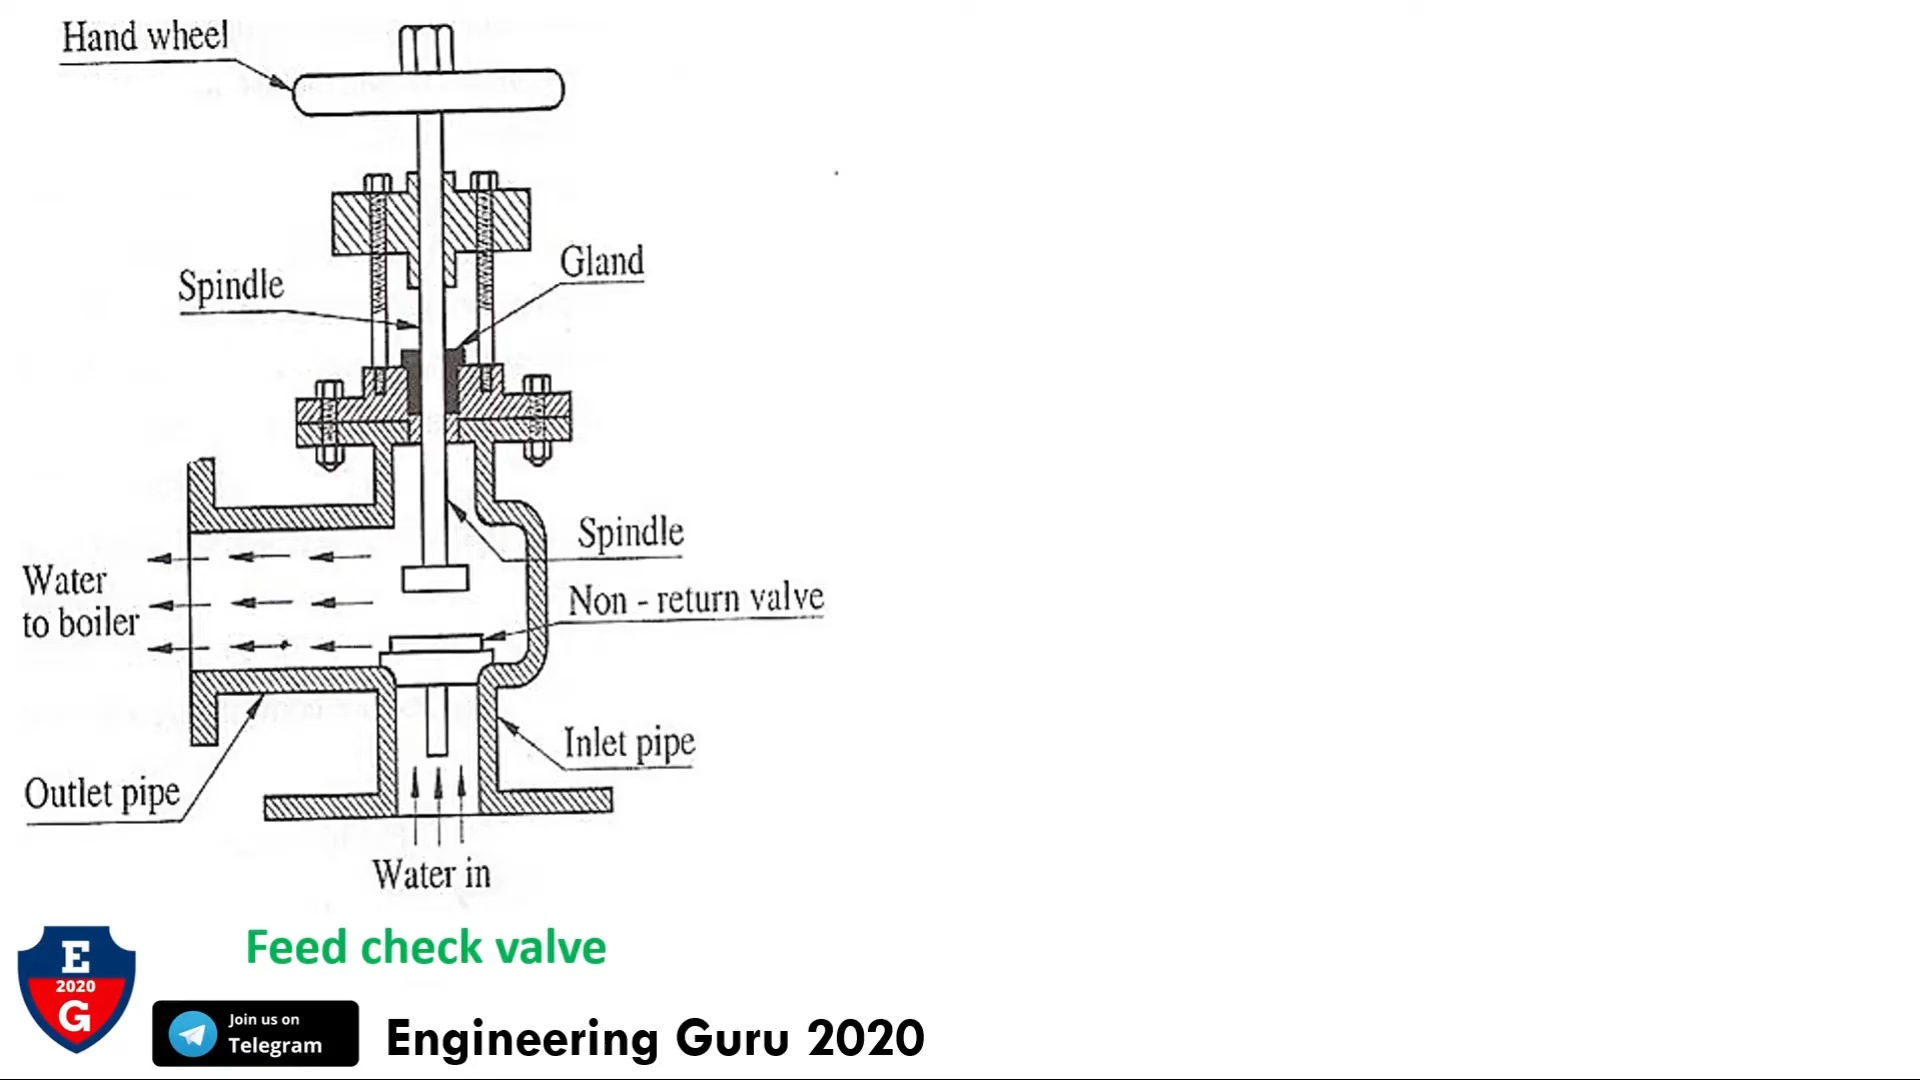 Hand wheel
Gland
Spindle
Spindle
Non - return valve
Water
to boiler
Inlet pipe
Outlet pipe
Water in
Feed check valve
E
2020
G
Join us on
Telegram
Engineering Guru 2020